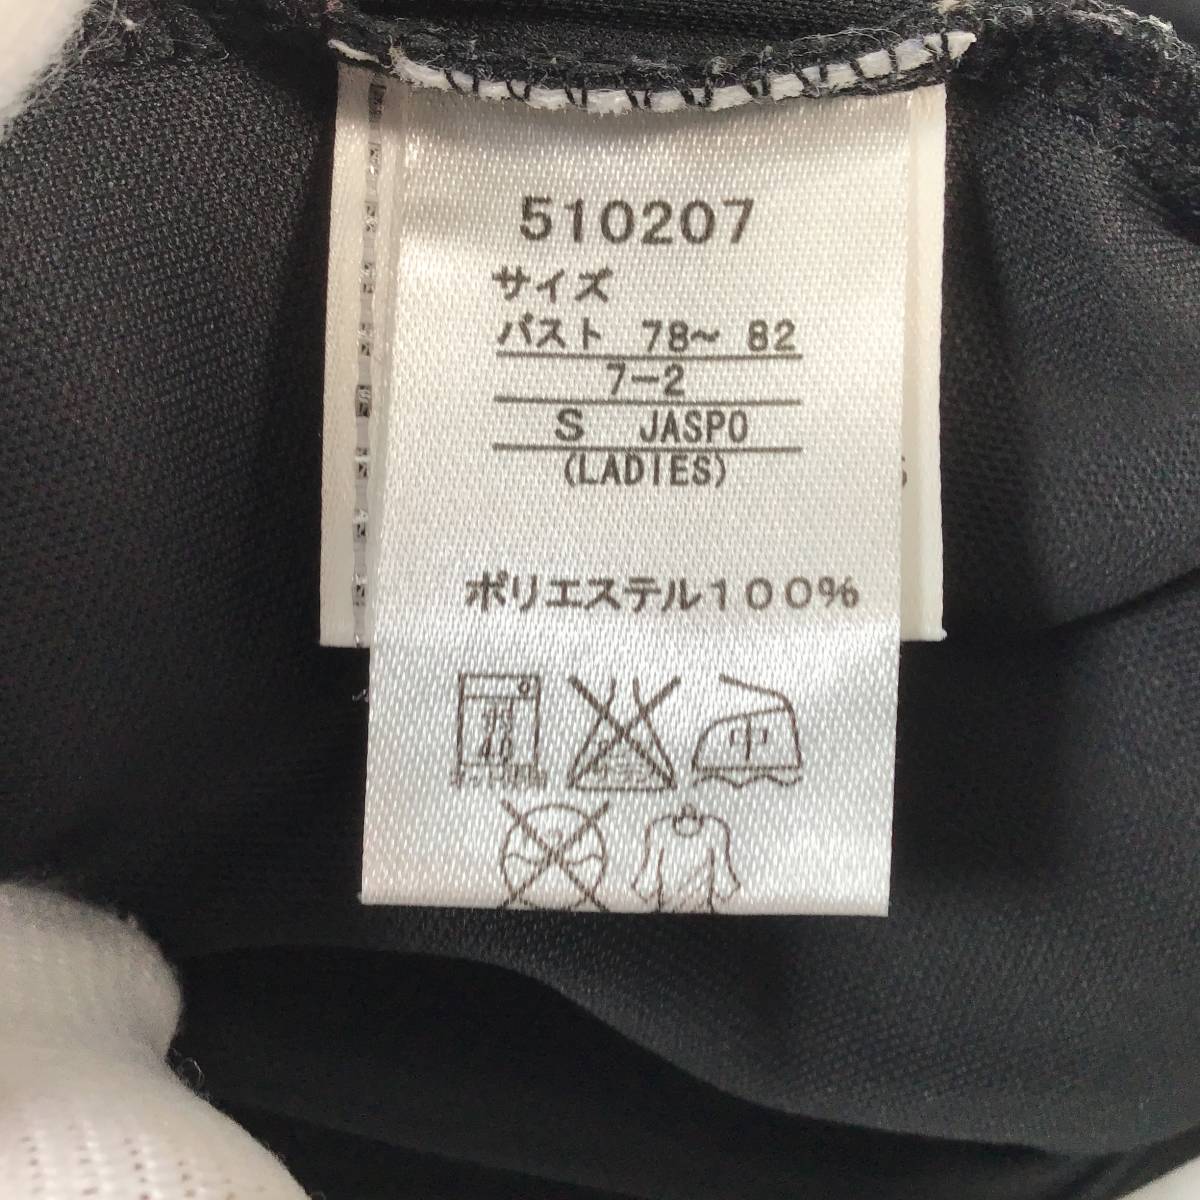 510207
サイズ
バスト 78~ 82
7-2
S JASPO
(LADIES)
ポリエステル100%
40
中